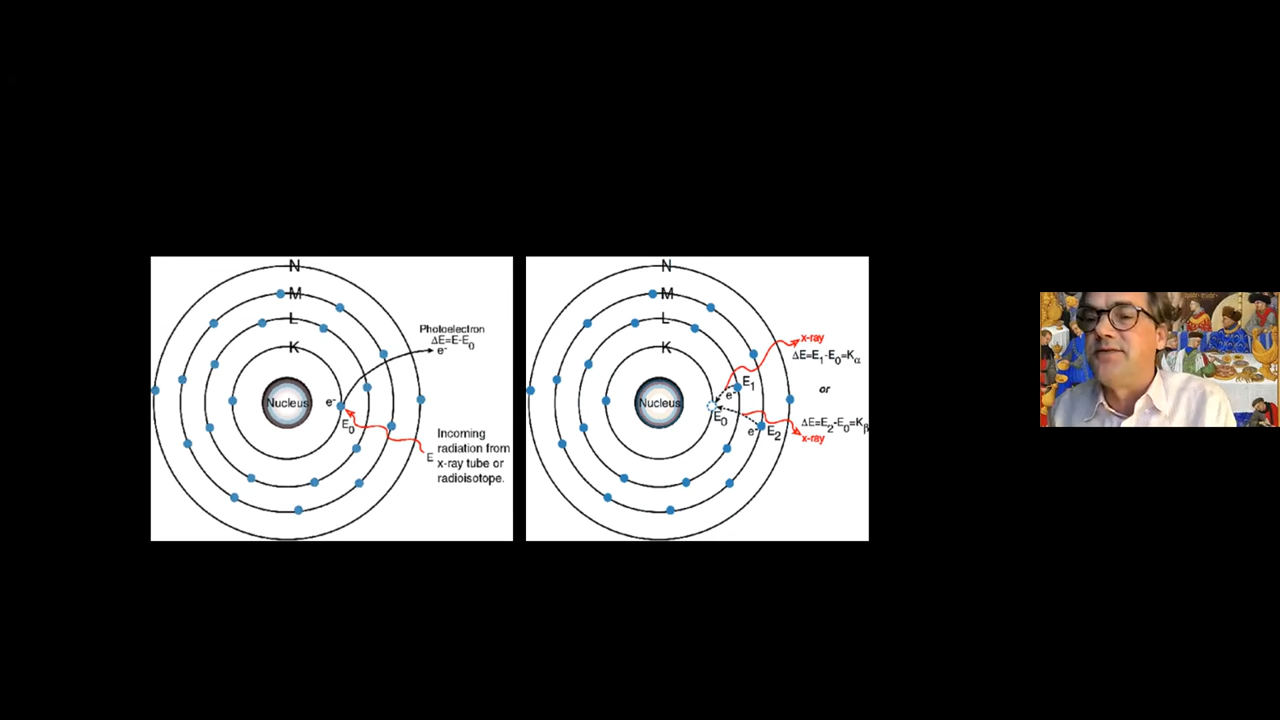 N
M
L
K
Nucleus
e-
E0
Photoelectron
ΔE=E-E0
e-
Incoming
radiation from
E x-ray tube or
radioisotope.
N
M
L
K
Nucleus
E0
E1
e-
e-
E2
x-ray
ΔE=E1-E0=Kα
or
ΔE=E2-E0=Kβ
x-ray